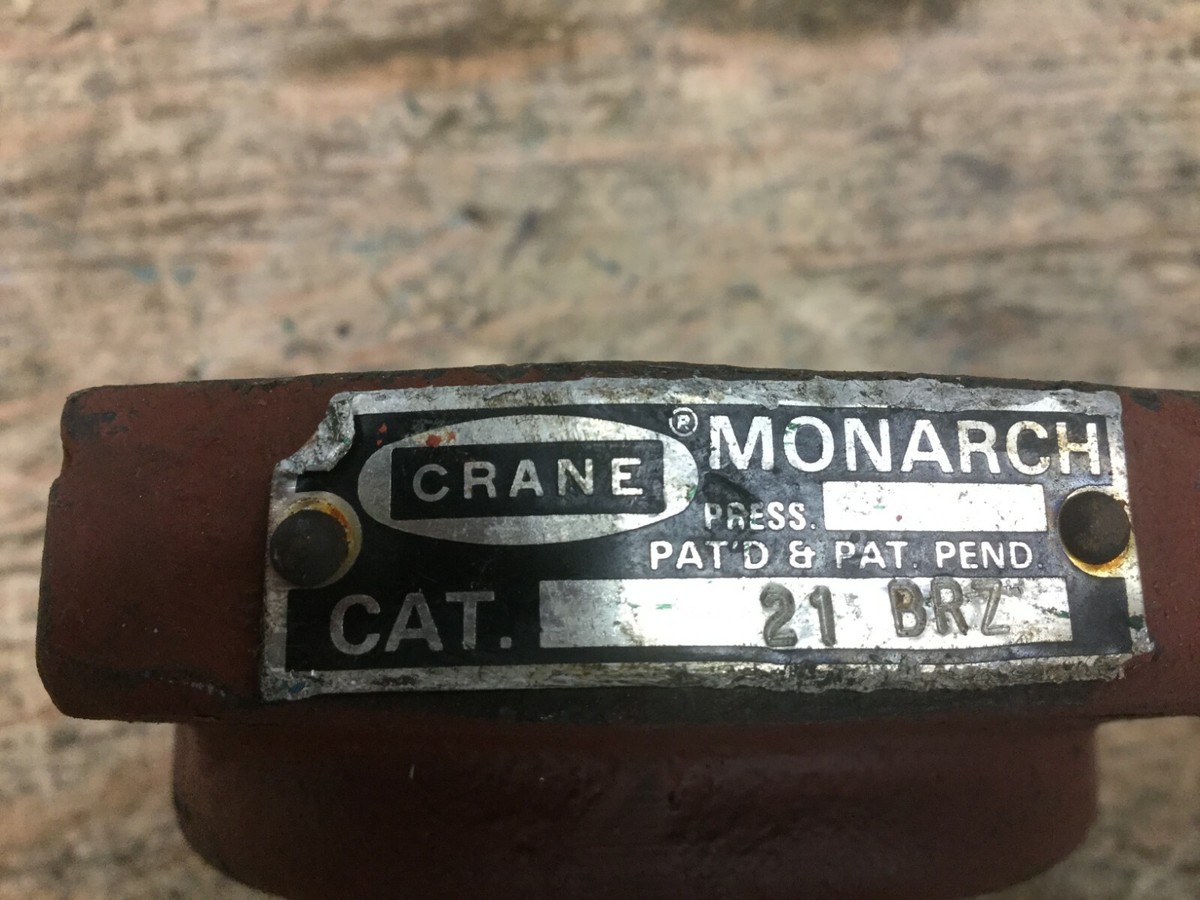 CRANE® MONARCH
PRESS.
PAT'D & PAT. PEND.
CAT. 21 BRZ